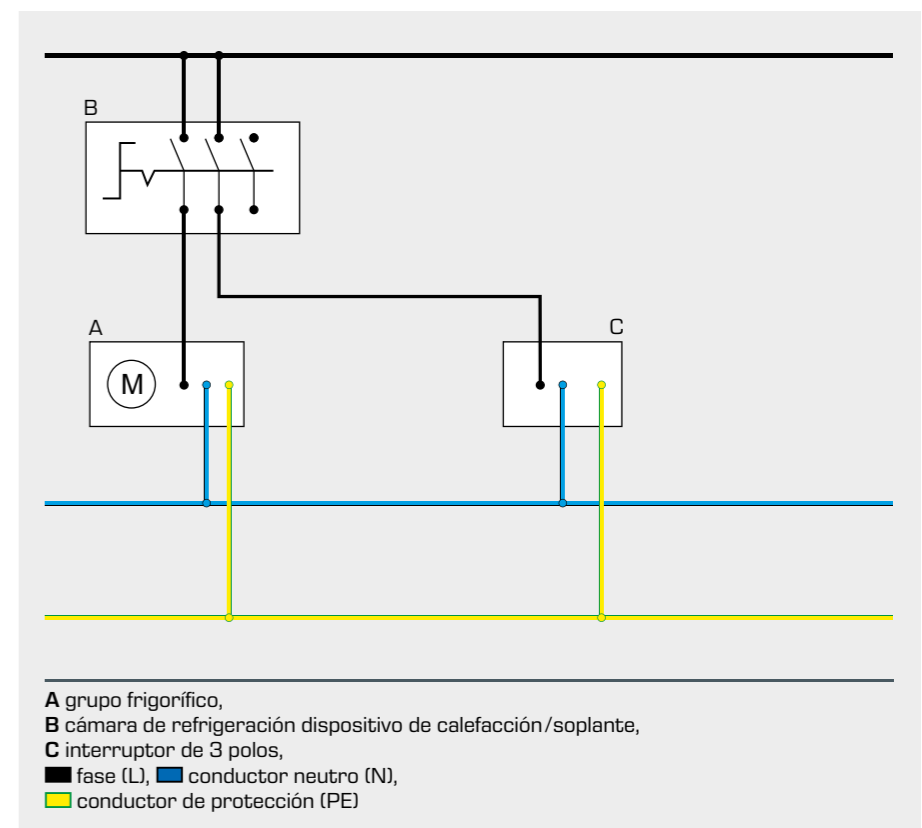 B
A
C
M
A grupo frigorífico,
B cámara de refrigeración dispositivo de calefacción/soplante,
C interruptor de 3 polos,
fase (L), conductor neutro (N),
conductor de protección (PE)